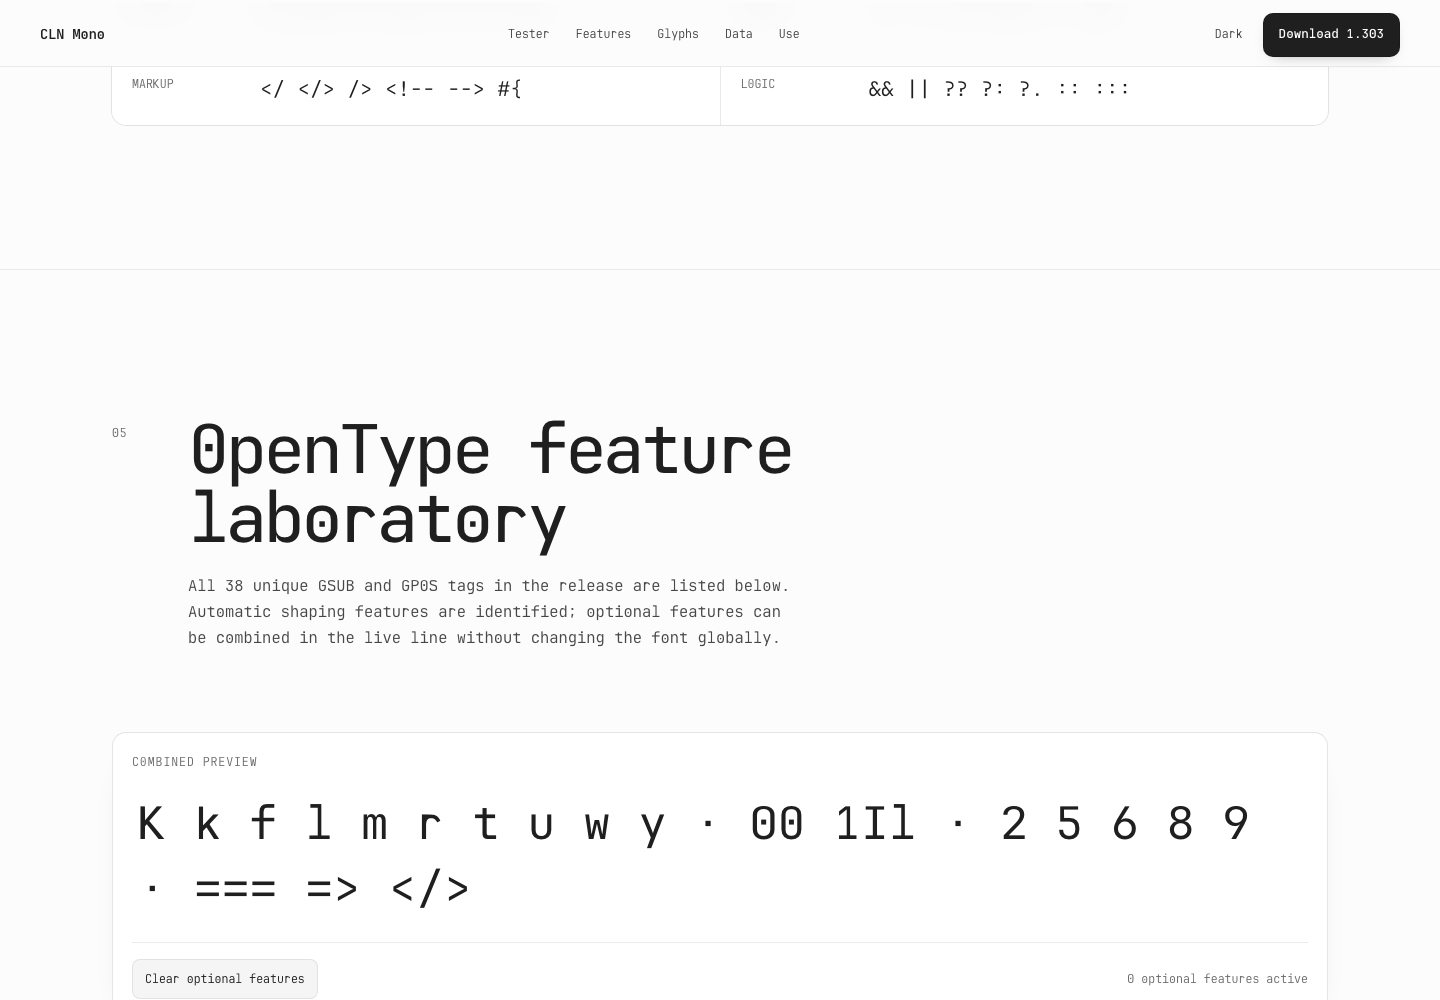 CLN Mono
Tester Features Glyphs Data Use
Dark
Download 1.303
MARKUP </ </> /> <!-- --> #{
LOGIC && || ?? ?: ?. :: :::
05
OpenType feature
laboratory
All 38 unique GSUB and GPOS tags in the release are listed below.
Automatic shaping features are identified; optional features can
be combined in the live line without changing the font globally.
COMBINED PREVIEW
K k f l m r t u w y · 0O 1Il · 2 5 6 8 9
· === => </>
Clear optional features
0 optional features active